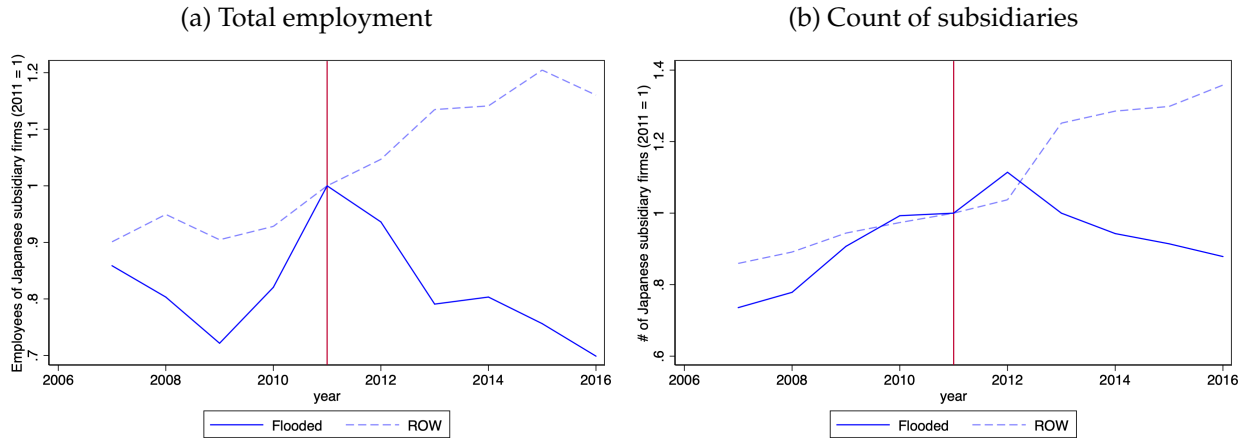 (a) Total employment
Employees of Japanese subsidiary firms (2011 = 1)
1.2
1.1
1
.9
.8
.7
2006 2008 2010 2012 2014 2016
year
Flooded ROW
(b) Count of subsidiaries
# of Japanese subsidiary firms (2011 = 1)
1.4
1.2
1
.8
.6
2006 2008 2010 2012 2014 2016
year
Flooded ROW